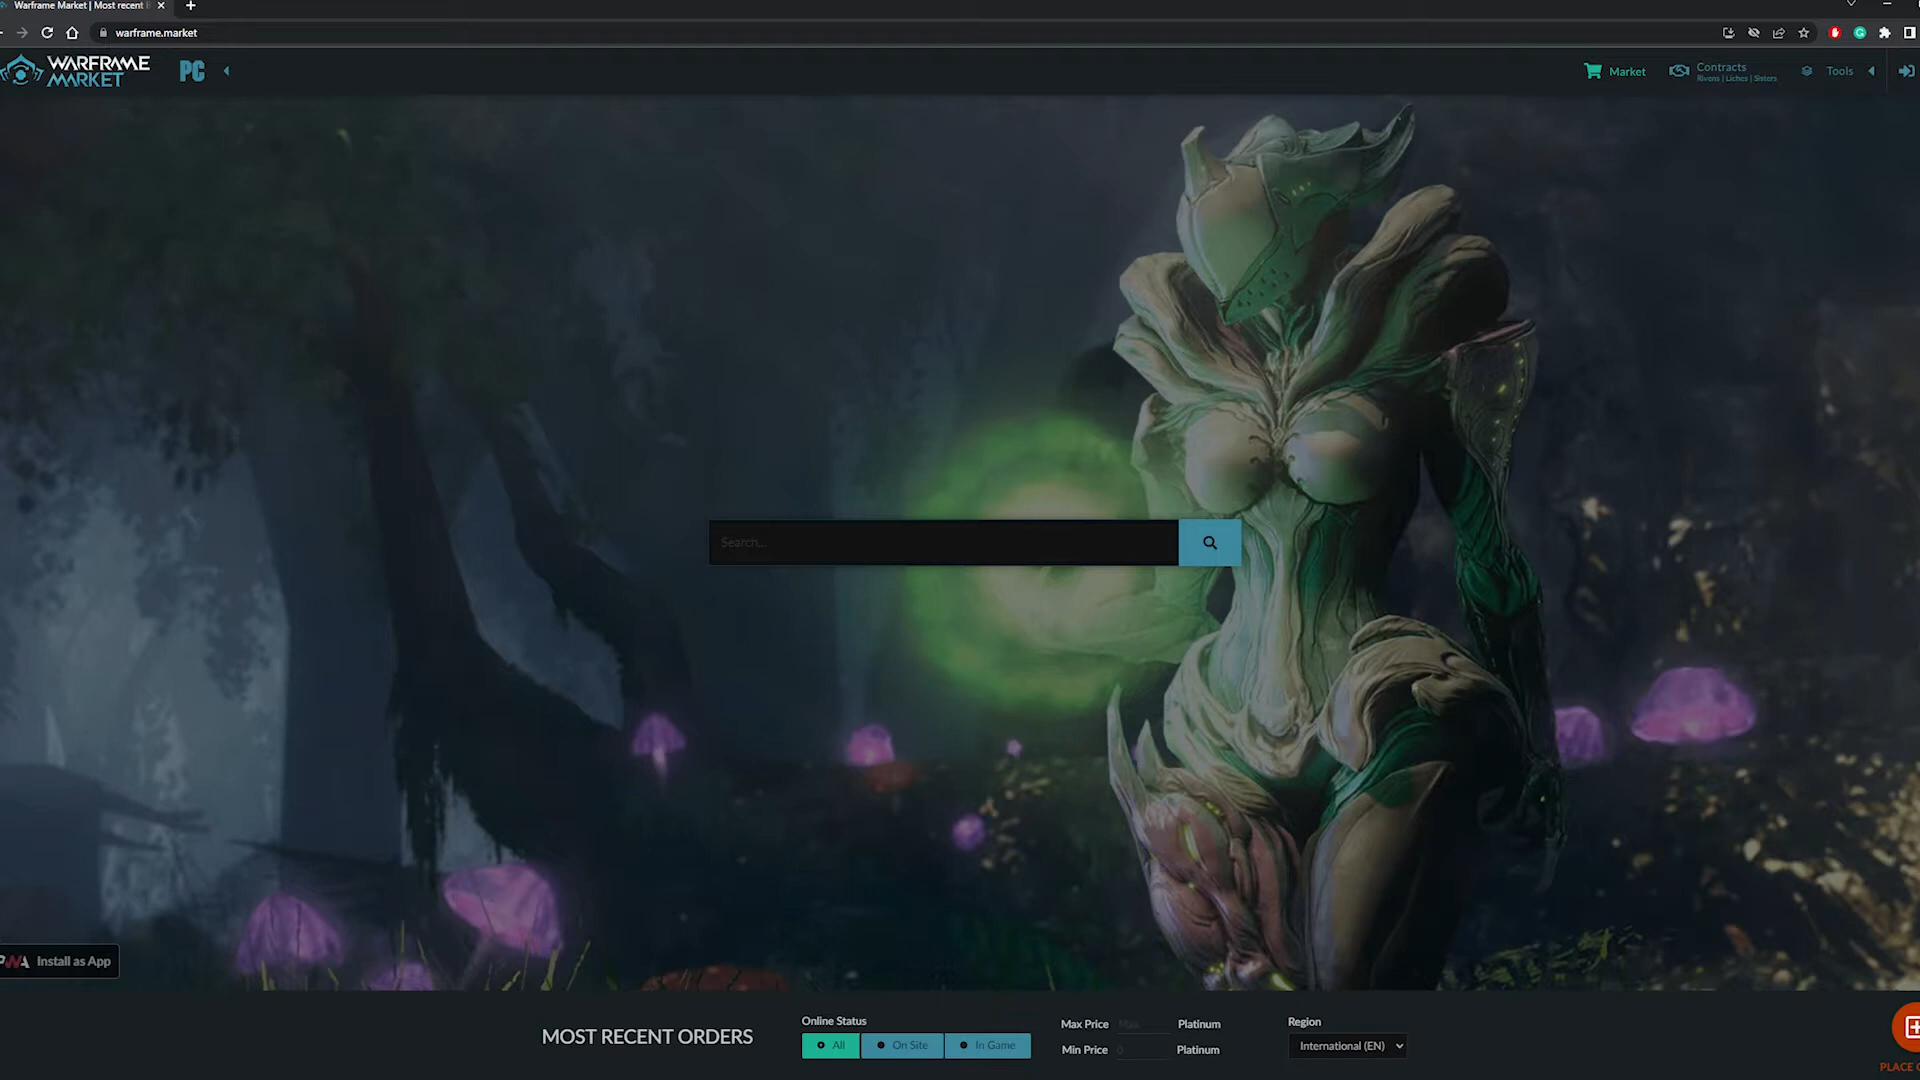 Warframe Market | Most recent
warframe.market
WARFRAME
MARKET
PC
Market
Contracts
Rivens | Liches | Sisters
Tools
Search...
Install as App
MOST RECENT ORDERS
Online Status
All
On Site
In Game
Max Price
Max
Platinum
Min Price
0
Platinum
Region
International (EN)
PLACE